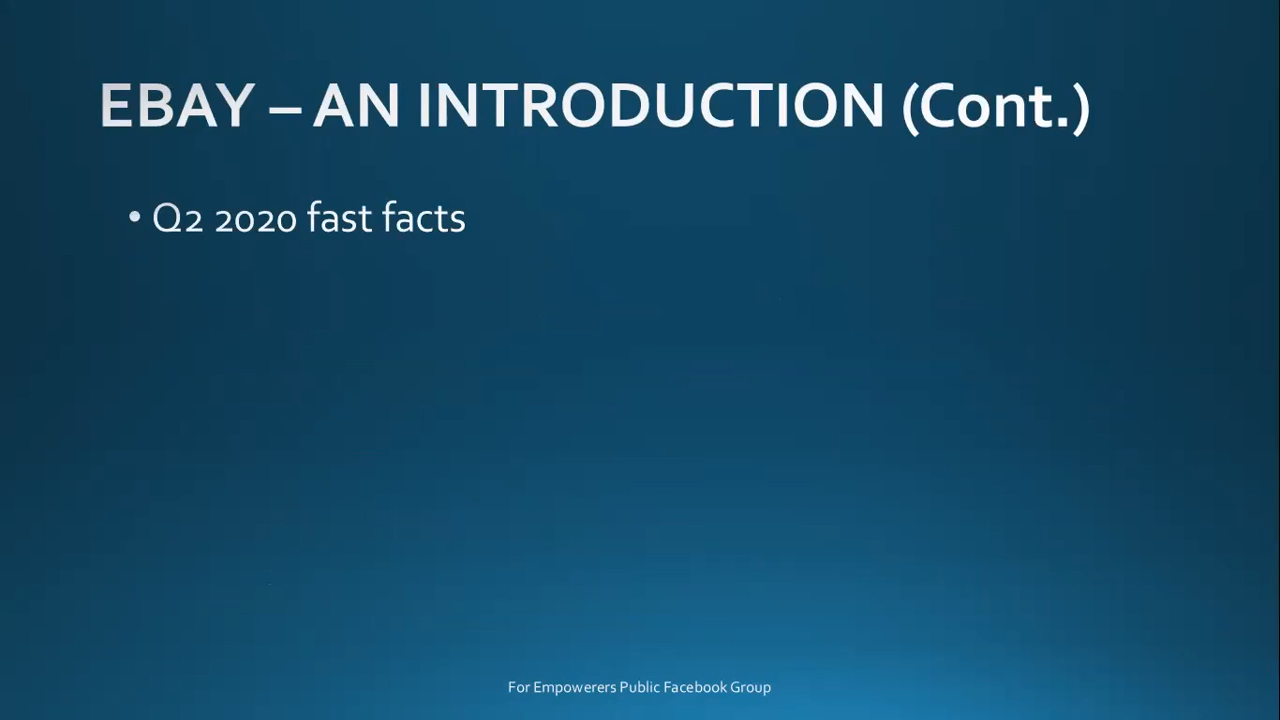 EBAY – AN INTRODUCTION (Cont.)
• Q2 2020 fast facts
For Empowerers Public Facebook Group